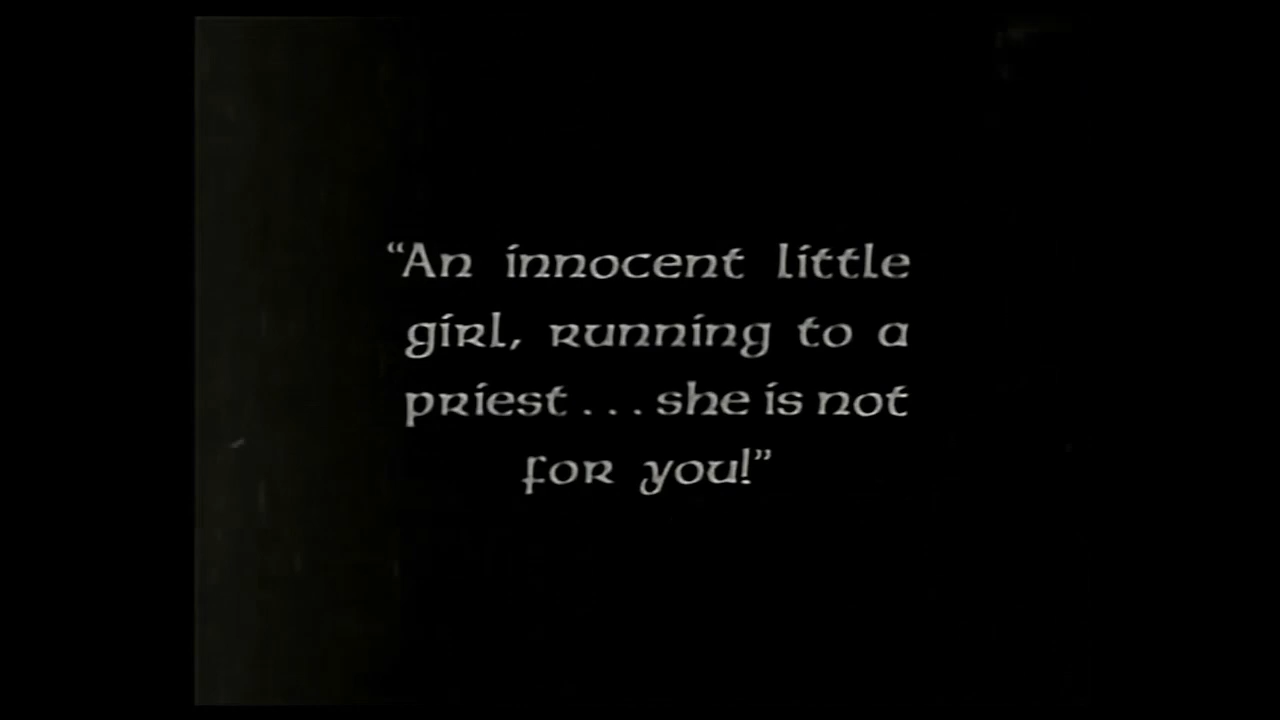 “An innocent little
girl, running to a
priest...she is not
for you!”